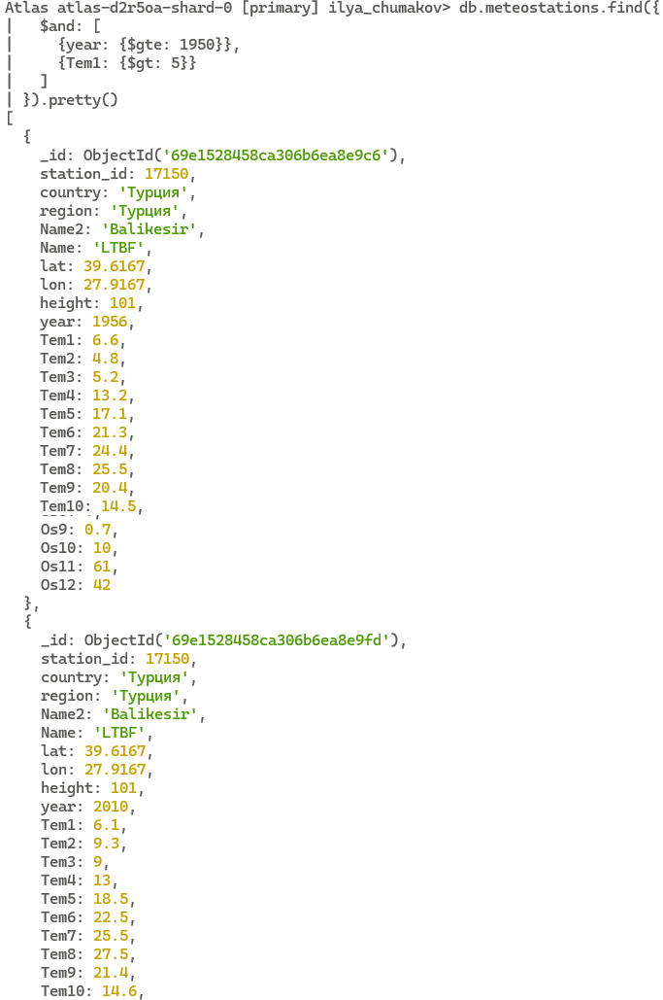 Atlas atlas-d2r5oa-shard-0 [primary] ilya_chumakov> db.meteostations.find({
|   $and: [
|     {year: {$gte: 1950}},
|     {Tem1: {$gt: 5}}
|   ]
| }).pretty()
[
  {
    _id: ObjectId('69e1528458ca306b6ea8e9c6'),
    station_id: 17150,
    country: 'Турция',
    region: 'Турция',
    Name2: 'Balikesir',
    Name: 'LTBF',
    lat: 39.6167,
    lon: 27.9167,
    height: 101,
    year: 1956,
    Tem1: 6.6,
    Tem2: 4.8,
    Tem3: 5.2,
    Tem4: 13.2,
    Tem5: 17.1,
    Tem6: 21.3,
    Tem7: 24.4,
    Tem8: 25.5,
    Tem9: 20.4,
    Tem10: 14.5,
    Os9: 0.7,
    Os10: 10,
    Os11: 61,
    Os12: 42
  },
  {
    _id: ObjectId('69e1528458ca306b6ea8e9fd'),
    station_id: 17150,
    country: 'Турция',
    region: 'Турция',
    Name2: 'Balikesir',
    Name: 'LTBF',
    lat: 39.6167,
    lon: 27.9167,
    height: 101,
    year: 2010,
    Tem1: 6.1,
    Tem2: 9.3,
    Tem3: 9,
    Tem4: 13,
    Tem5: 18.5,
    Tem6: 22.5,
    Tem7: 25.5,
    Tem8: 27.5,
    Tem9: 21.4,
    Tem10: 14.6,